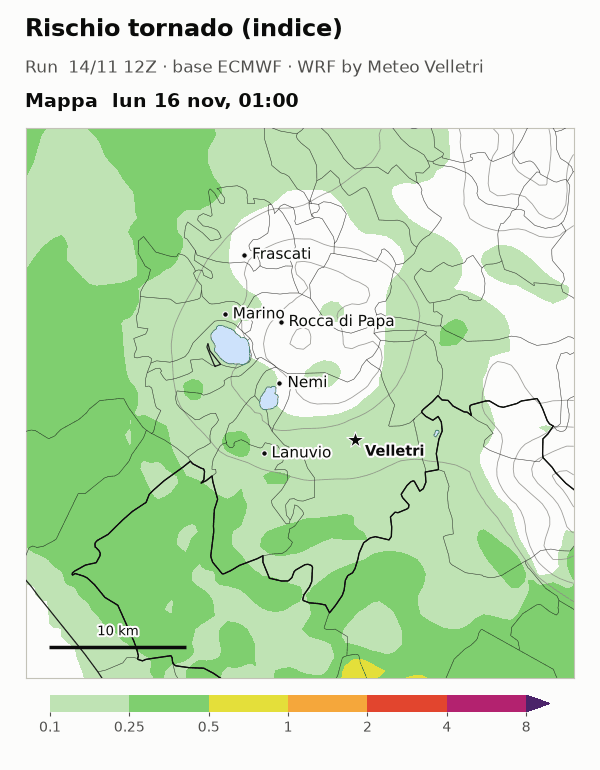 Rischio tornado (indice)
Run  14/11 12Z · base ECMWF · WRF by Meteo Velletri
Mappa  lun 16 nov, 01:00
Frascati
Marino
Rocca di Papa
Nemi
Velletri
Lanuvio
10 km
0.1 0.25 0.5 1 2 4 8